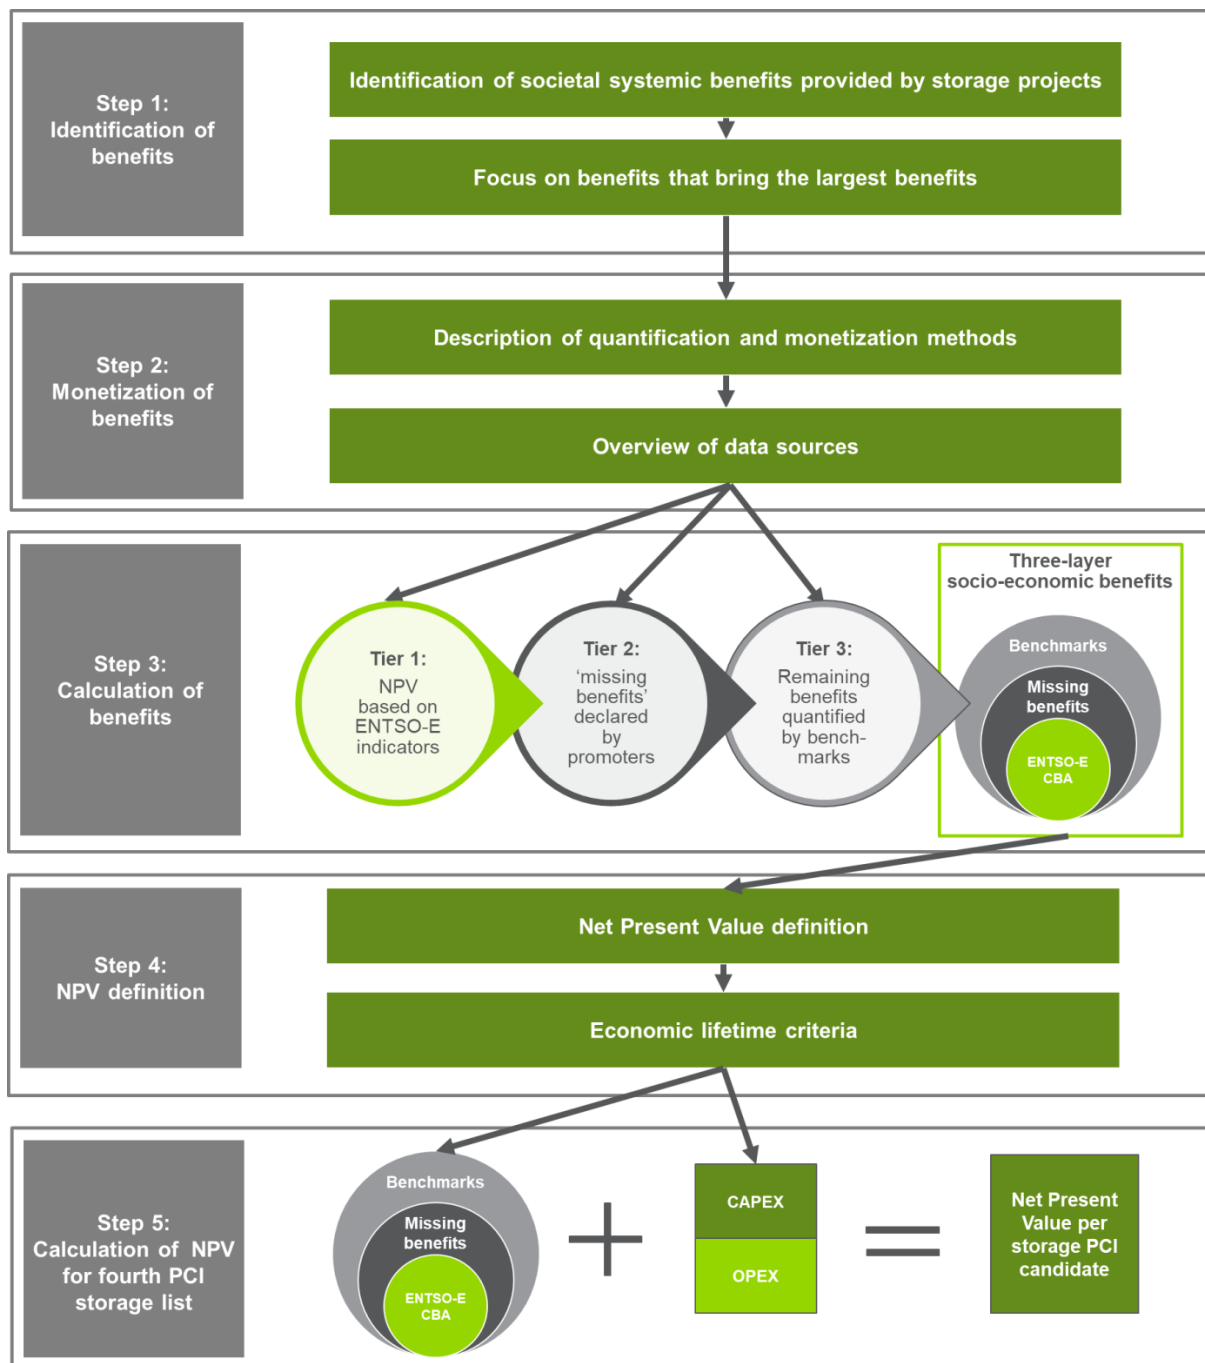 Step 1:
Identification of
benefits
Identification of societal systemic benefits provided by storage projects
Focus on benefits that bring the largest benefits
Step 2:
Monetization of
benefits
Description of quantification and monetization methods
Overview of data sources
Step 3:
Calculation of
benefits
Tier 1:
NPV
based on
ENTSO-E
indicators
Tier 2:
‘missing
benefits’
declared
by
promoters
Tier 3:
Remaining
benefits
quantified
by bench-
marks
Three-layer
socio-economic benefits
Benchmarks
Missing
benefits
ENTSO-E
CBA
Step 4:
NPV definition
Net Present Value definition
Economic lifetime criteria
Step 5:
Calculation of NPV
for fourth PCI
storage list
Benchmarks
Missing
benefits
ENTSO-E
CBA
+
CAPEX
OPEX
=
Net Present
Value per
storage PCI
candidate